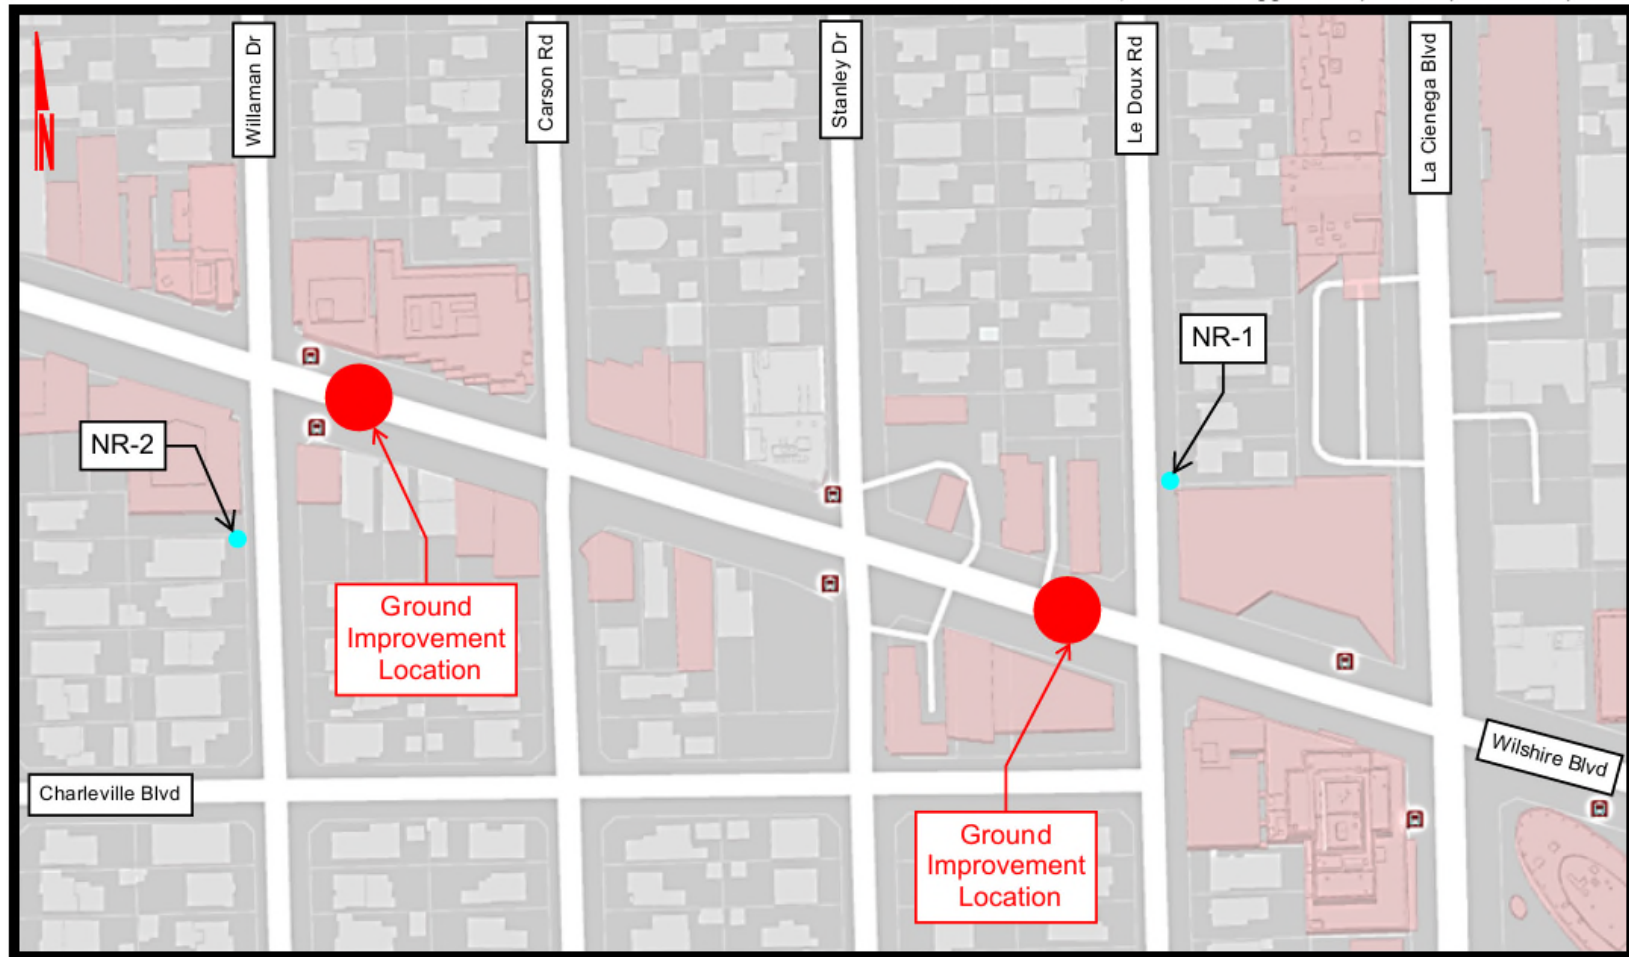 Willaman Dr
Carson Rd
Stanley Dr
Le Doux Rd
La Cienega Blvd
N
NR-1
NR-2
Ground
Improvement
Location
Wilshire Blvd
Charleville Blvd
Ground
Improvement
Location